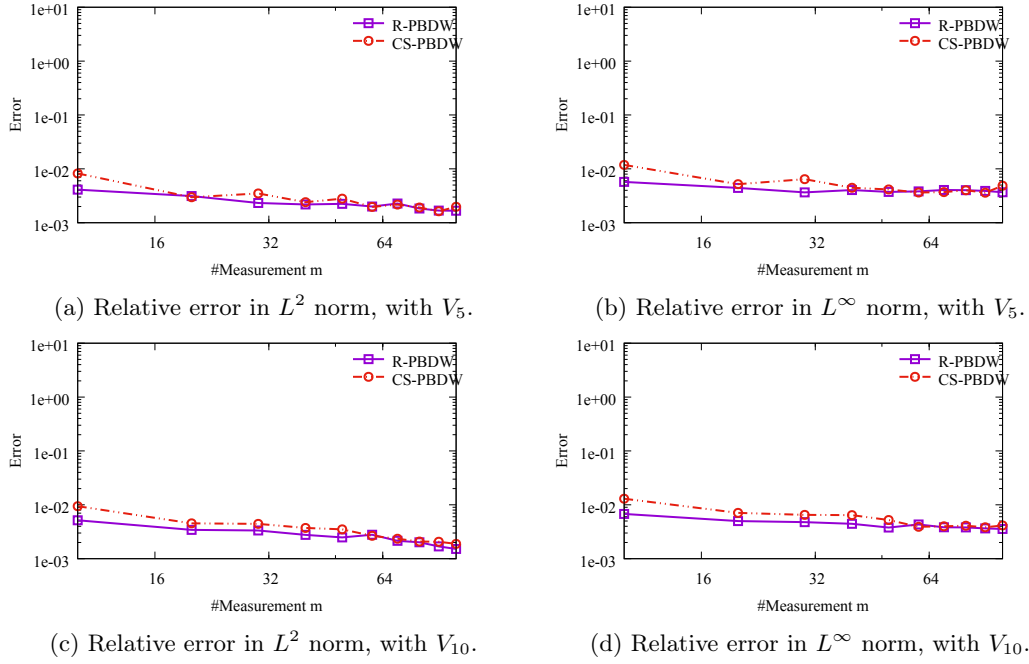 1e+01
1e+00
1e-01
1e-02
1e-03
Error
R-PBDW
CS-PBDW
16
32
64
#Measurement m
(a) Relative error in L² norm, with V₅.
1e+01
1e+00
1e-01
1e-02
1e-03
Error
R-PBDW
CS-PBDW
16
32
64
#Measurement m
(b) Relative error in L∞ norm, with V₅.
1e+01
1e+00
1e-01
1e-02
1e-03
Error
R-PBDW
CS-PBDW
16
32
64
#Measurement m
(c) Relative error in L² norm, with V₁₀.
1e+01
1e+00
1e-01
1e-02
1e-03
Error
R-PBDW
CS-PBDW
16
32
64
#Measurement m
(d) Relative error in L∞ norm, with V₁₀.